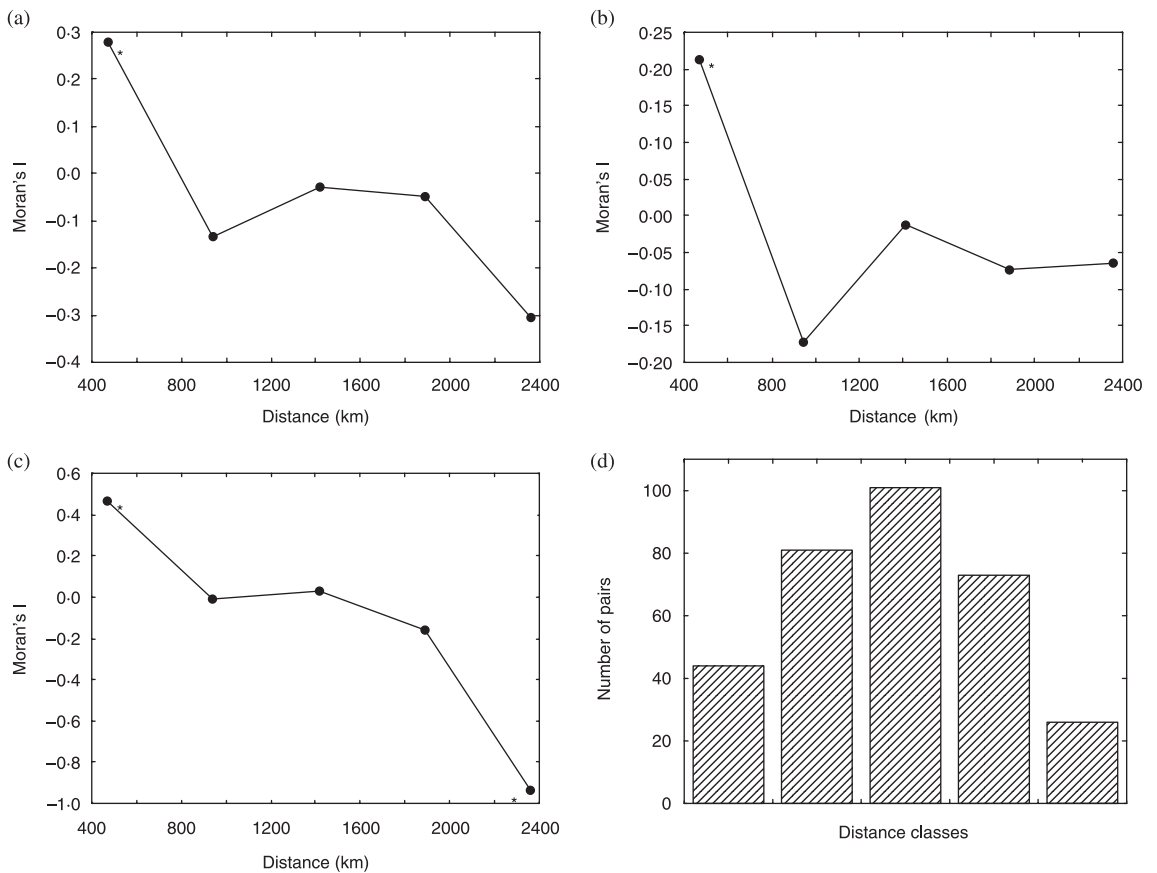 (a)
0·3
0·2
0·1
0·0
−0·1
−0·2
−0·3
−0·4
Moran's I
*
400 800 1200 1600 2000 2400
Distance (km)
(b)
0·25
0·20
0·15
0·10
0·05
0·00
−0·05
−0·10
−0·15
−0·20
Moran's I
*
400 800 1200 1600 2000 2400
Distance (km)
(c)
0·6
0·4
0·2
0·0
−0·2
−0·4
−0·6
−0·8
−1·0
Moran's I
*
*
400 800 1200 1600 2000 2400
Distance (km)
(d)
100
80
60
40
20
0
Number of pairs
Distance classes